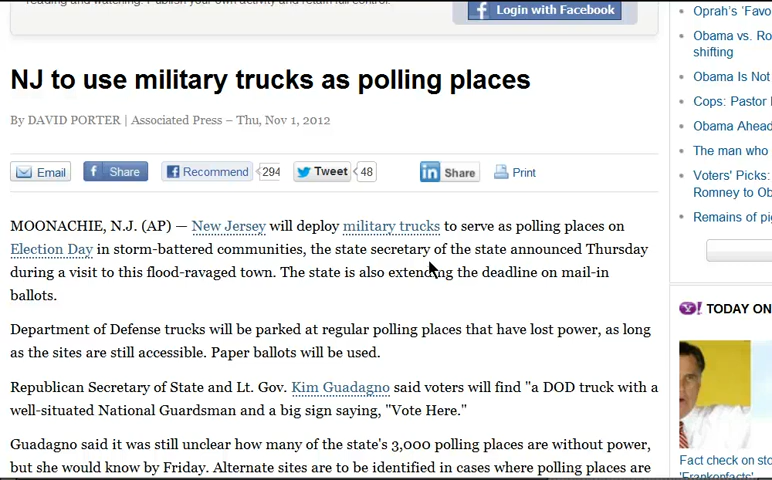 reading and watching. Publish your own activity and retain full control.
Login with Facebook
NJ to use military trucks as polling places
By DAVID PORTER | Associated Press – Thu, Nov 1, 2012
Email
Share
Recommend
294
Tweet
48
Share
Print
MOONACHIE, N.J. (AP) — New Jersey will deploy military trucks to serve as polling places on
Election Day in storm-battered communities, the state secretary of the state announced Thursday
during a visit to this flood-ravaged town. The state is also extending the deadline on mail-in
ballots.
Department of Defense trucks will be parked at regular polling places that have lost power, as long
as the sites are still accessible. Paper ballots will be used.
Republican Secretary of State and Lt. Gov. Kim Guadagno said voters will find "a DOD truck with a
well-situated National Guardsman and a big sign saying, "Vote Here."
Guadagno said it was still unclear how many of the state's 3,000 polling places are without power,
but she would know by Friday. Alternate sites are to be identified in cases where polling places are
Oprah's 'Favo
Obama vs. Ro
shifting
Obama Is Not
Cops: Pastor
Obama Ahead
The man who
Voters' Picks:
Romney to Ob
Remains of pig
Y! TODAY ON
Fact check on sto
'Frankenfacts'